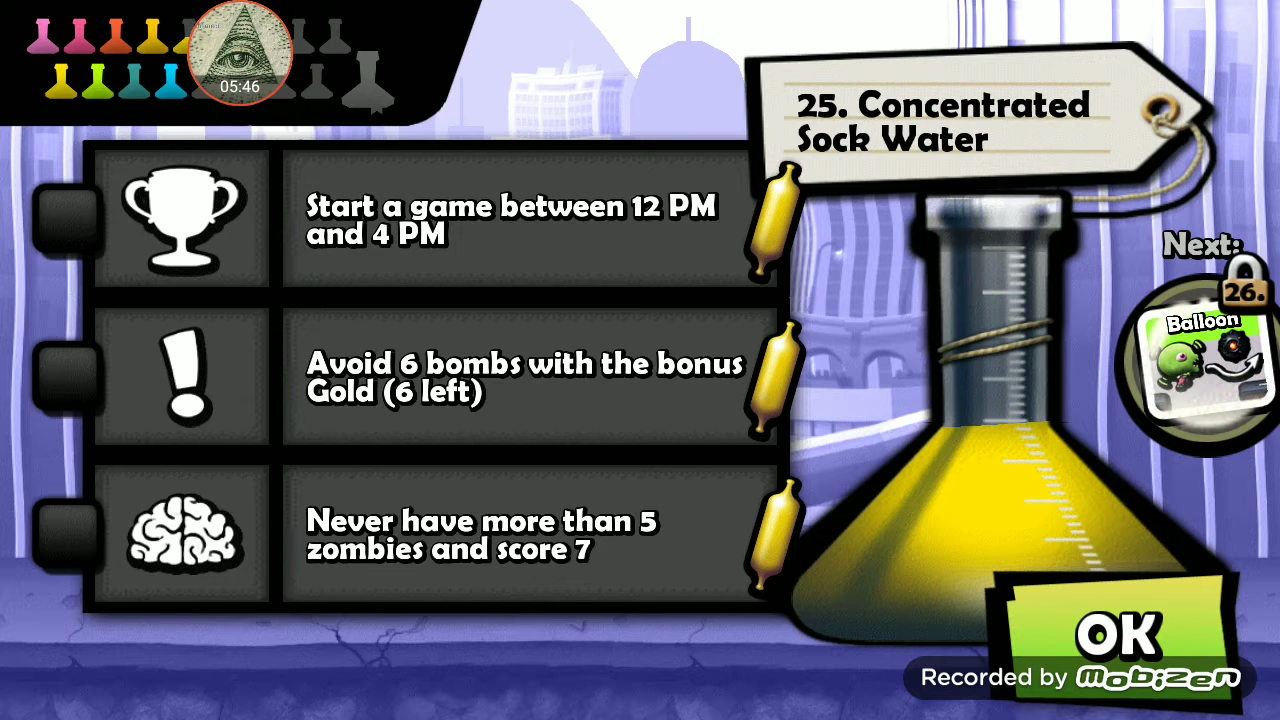 05:46
25. Concentrated
Sock Water
Start a game between 12 PM
and 4 PM
Next:
26.
Balloon
Avoid 6 bombs with the bonus
Gold (6 left)
Never have more than 5
zombies and score 7
OK
Recorded by Mobizen